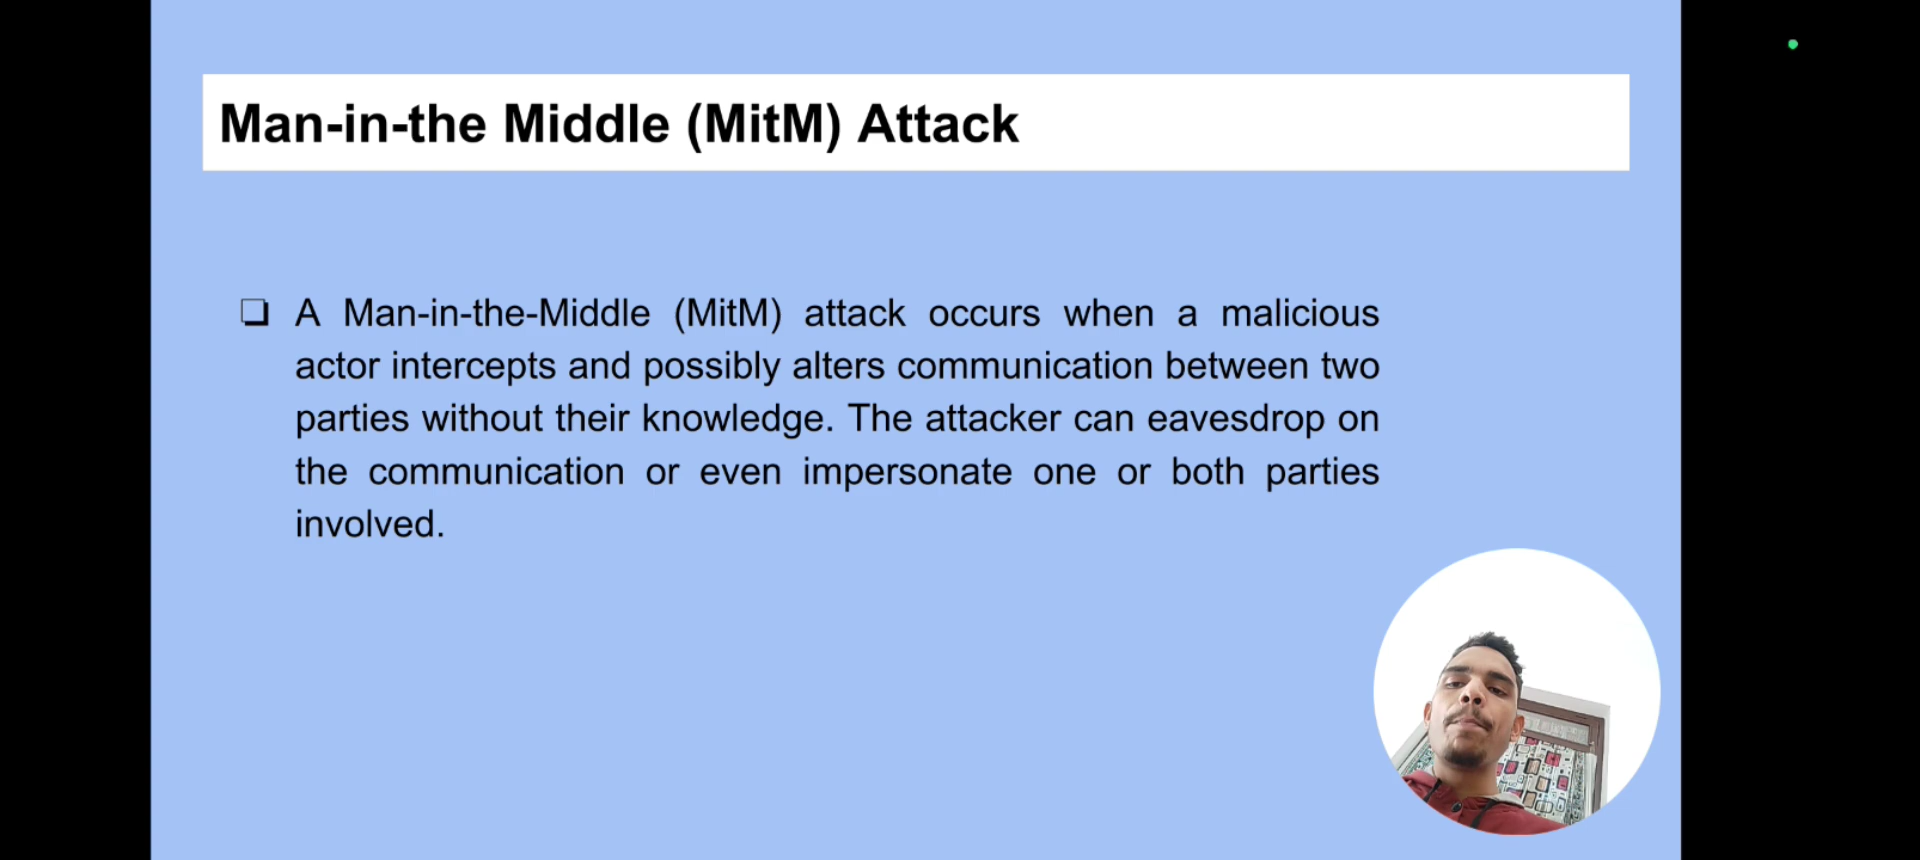 Man-in-the Middle (MitM) Attack
❏ A Man-in-the-Middle (MitM) attack occurs when a malicious
actor intercepts and possibly alters communication between two
parties without their knowledge. The attacker can eavesdrop on
the communication or even impersonate one or both parties
involved.